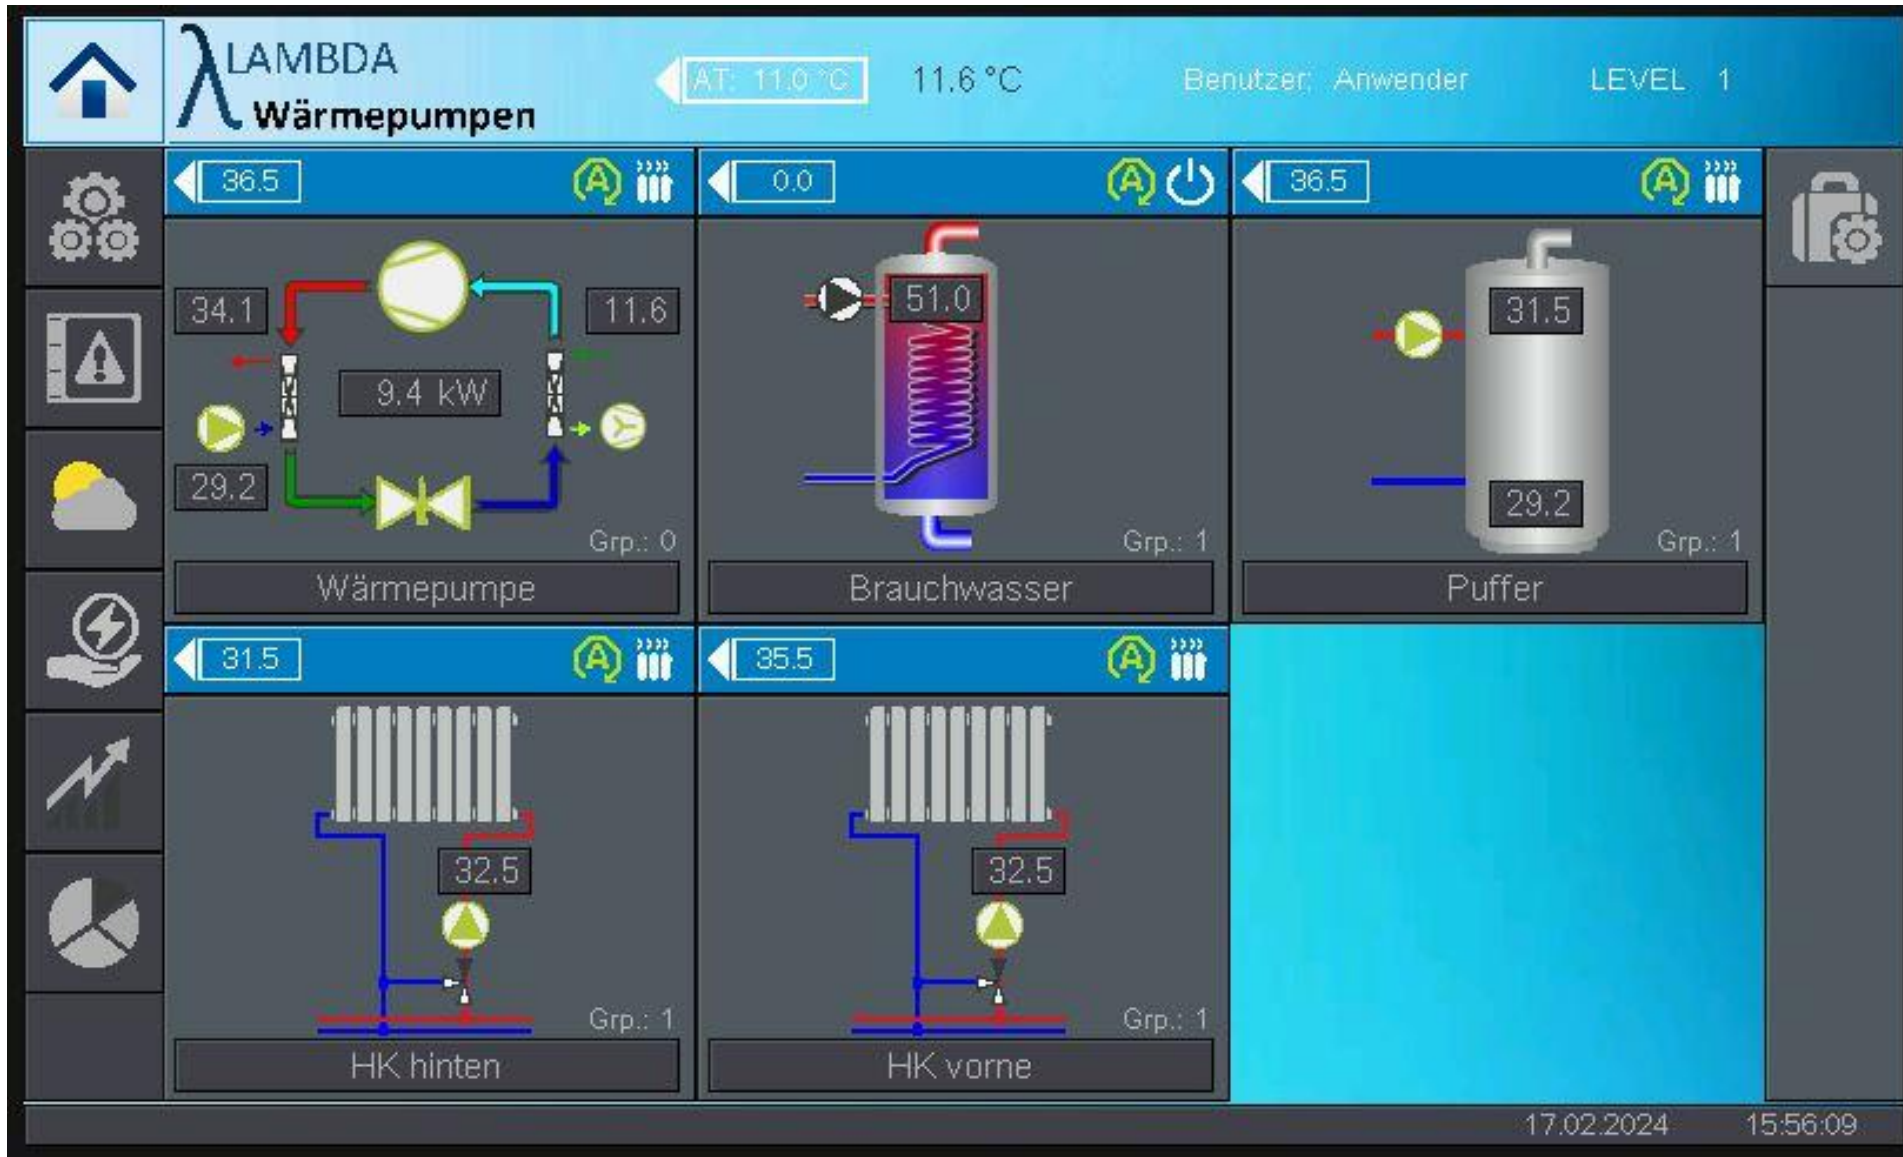 λ LAMBDA
Wärmepumpen
AT: 11.0 °C
11.6 °C
Benutzer: Anwender
LEVEL 1
36.5
A
34.1
11.6
9.4 kW
29.2
Grp.: 0
Wärmepumpe
0.0
A
51.0
Grp.: 1
Brauchwasser
36.5
A
31.5
29.2
Grp.: 1
Puffer
31.5
A
32.5
Grp.: 1
HK hinten
35.5
A
32.5
Grp.: 1
HK vorne
17.02.2024
15:56:09